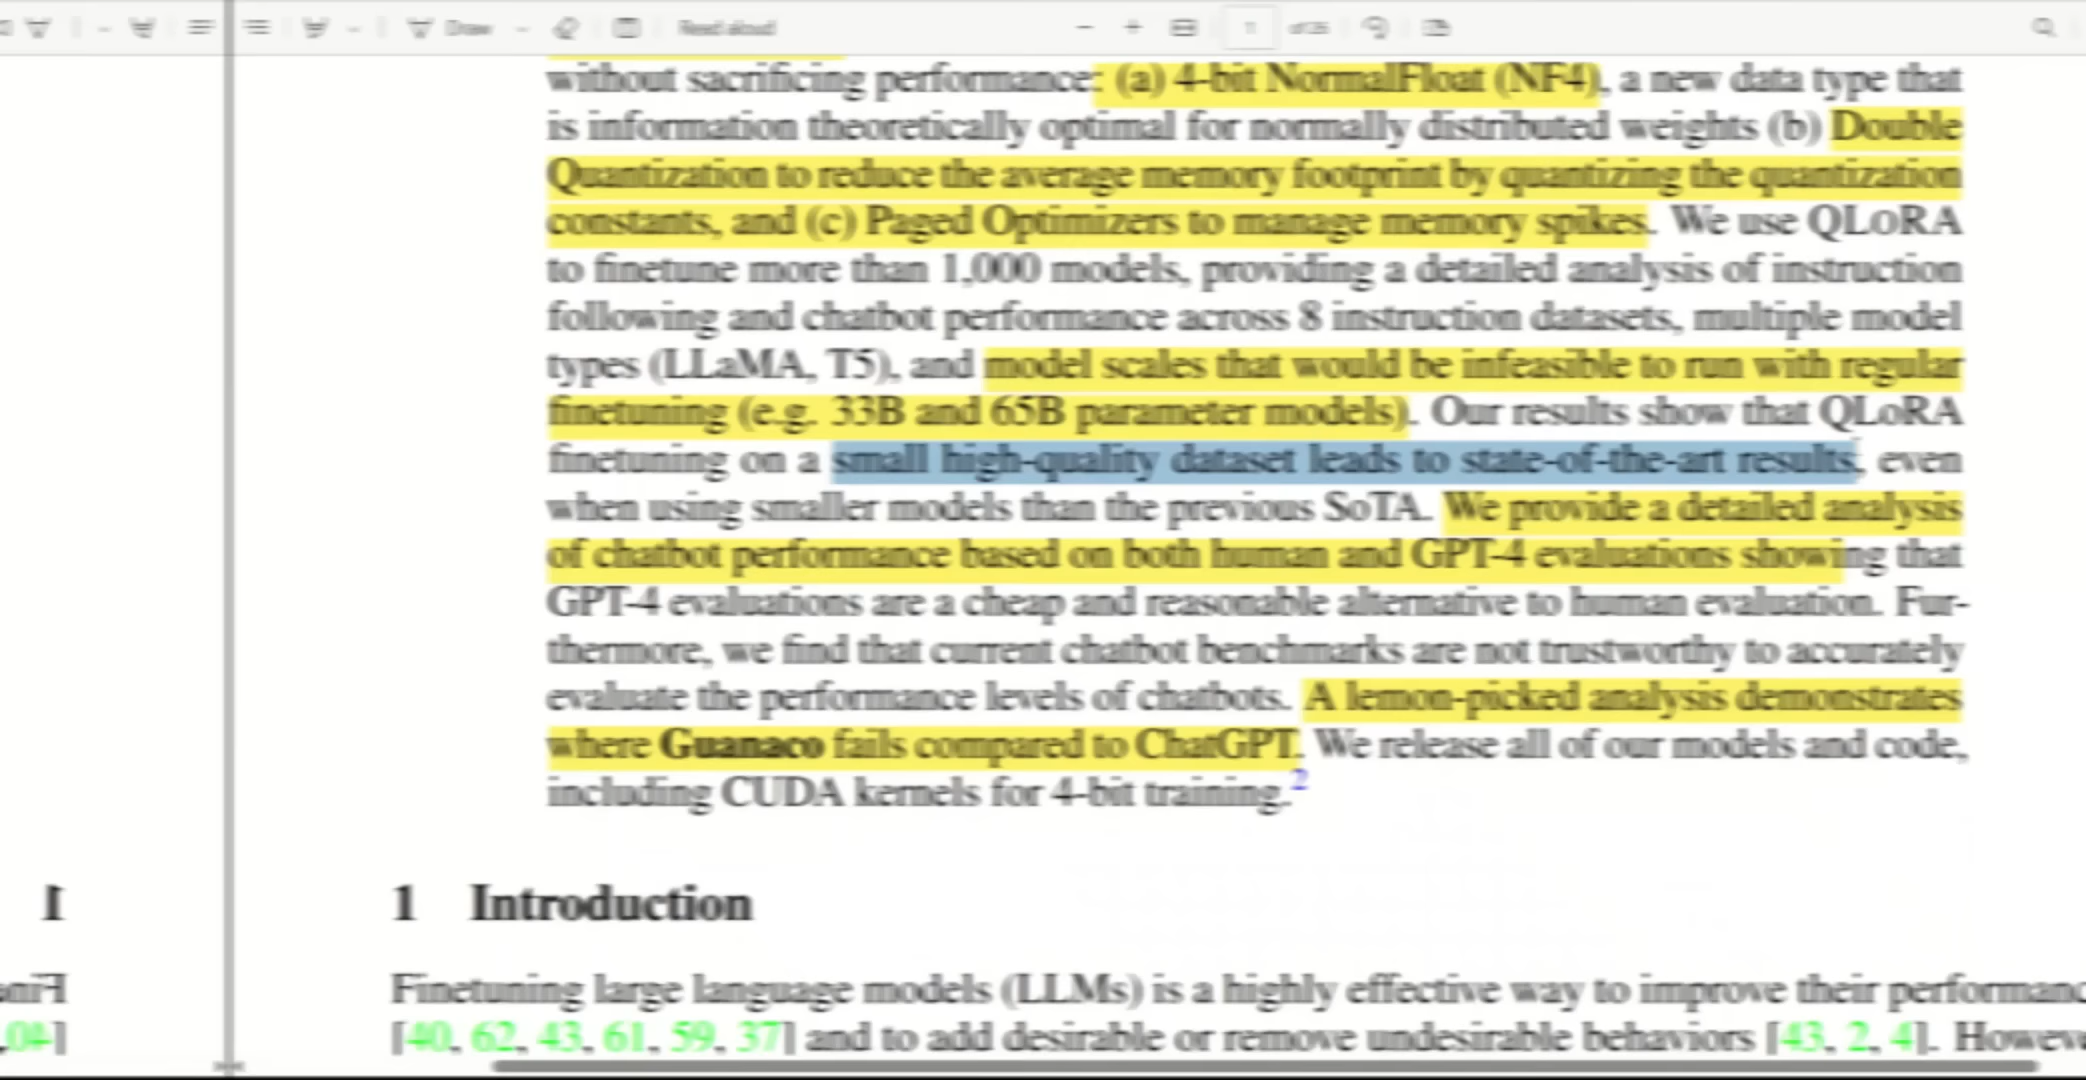 Draw
Read aloud
1
of 26
without sacrificing performance: (a) 4-bit NormalFloat (NF4), a new data type that
is information theoretically optimal for normally distributed weights (b) Double
Quantization to reduce the average memory footprint by quantizing the quantization
constants, and (c) Paged Optimizers to manage memory spikes. We use QLoRA
to finetune more than 1,000 models, providing a detailed analysis of instruction
following and chatbot performance across 8 instruction datasets, multiple model
types (LLaMA, T5), and model scales that would be infeasible to run with regular
finetuning (e.g. 33B and 65B parameter models). Our results show that QLoRA
finetuning on a small high-quality dataset leads to state-of-the-art results, even
when using smaller models than the previous SoTA. We provide a detailed analysis
of chatbot performance based on both human and GPT-4 evaluations showing that
GPT-4 evaluations are a cheap and reasonable alternative to human evaluation. Fur-
thermore, we find that current chatbot benchmarks are not trustworthy to accurately
evaluate the performance levels of chatbots. A lemon-picked analysis demonstrates
where Guanaco fails compared to ChatGPT. We release all of our models and code,
including CUDA kernels for 4-bit training.2
1 Introduction
Finetuning large language models (LLMs) is a highly effective way to improve their performanc
[40, 62, 43, 61, 59, 37] and to add desirable or remove undesirable behaviors [43, 2, 4]. Howeve